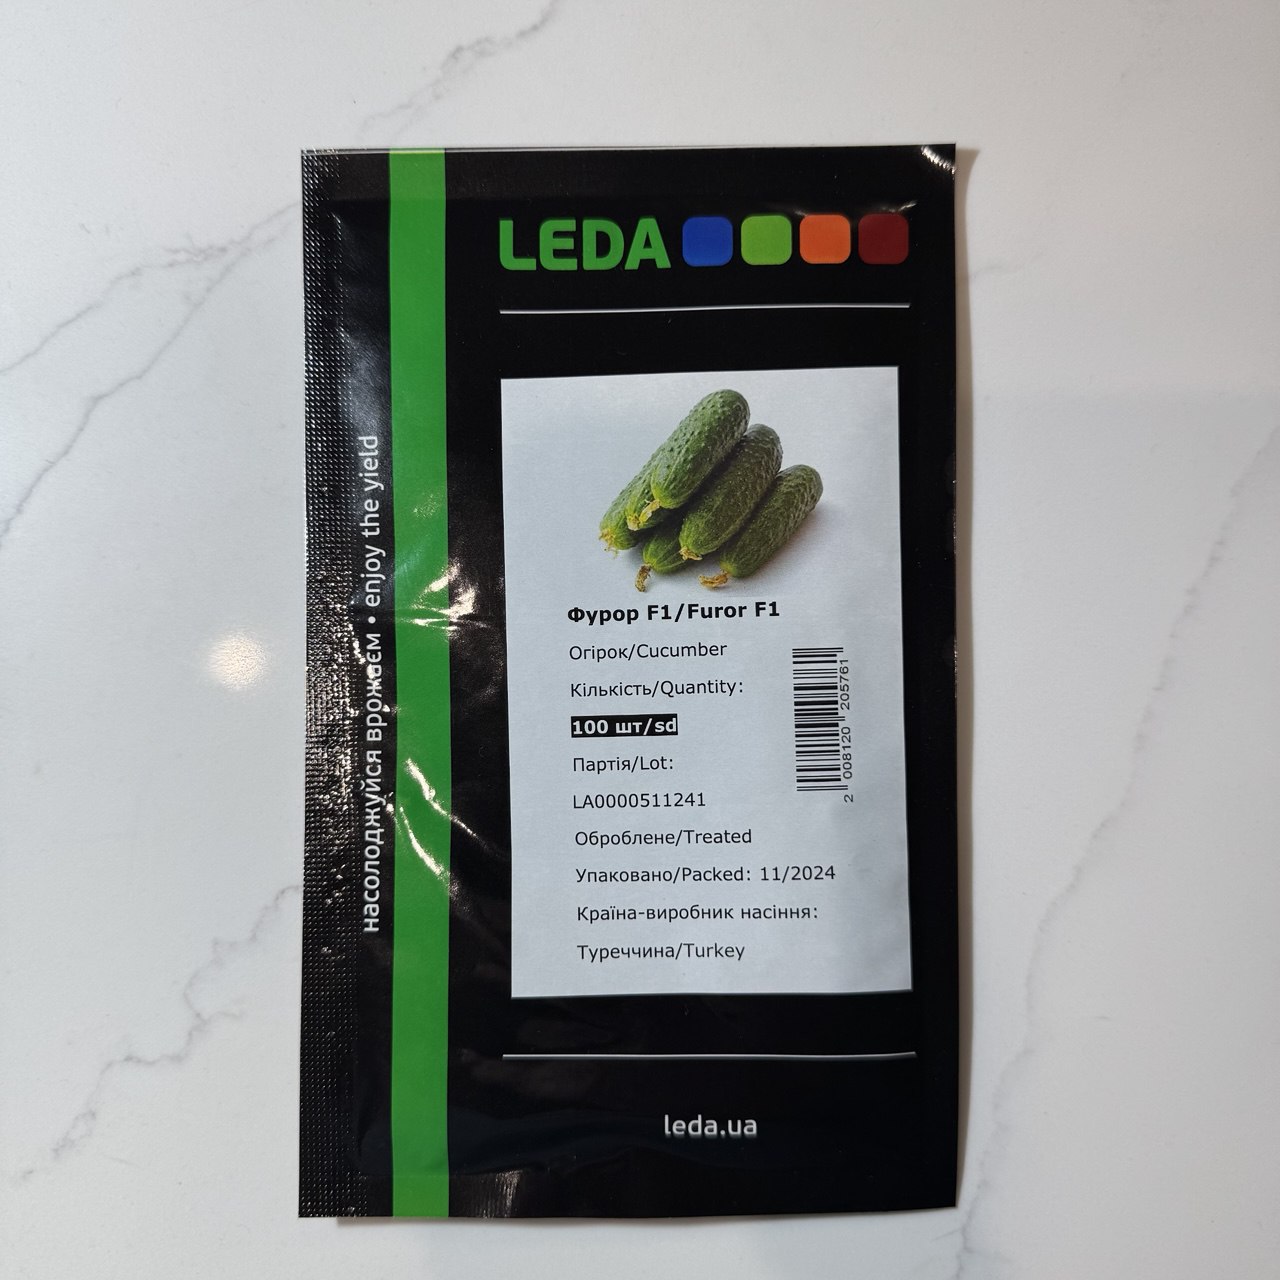 LEDA
насолоджуйся врожаєм • enjoy the yield
Фурор F1/Furor F1
Огірок/Cucumber
Кількість/Quantity:
100 шт/sd
Партія/Lot:
LA0000511241
Оброблене/Treated
Упаковано/Packed: 11/2024
Країна-виробник насіння:
Туреччина/Turkey
2 008120 205761
leda.ua